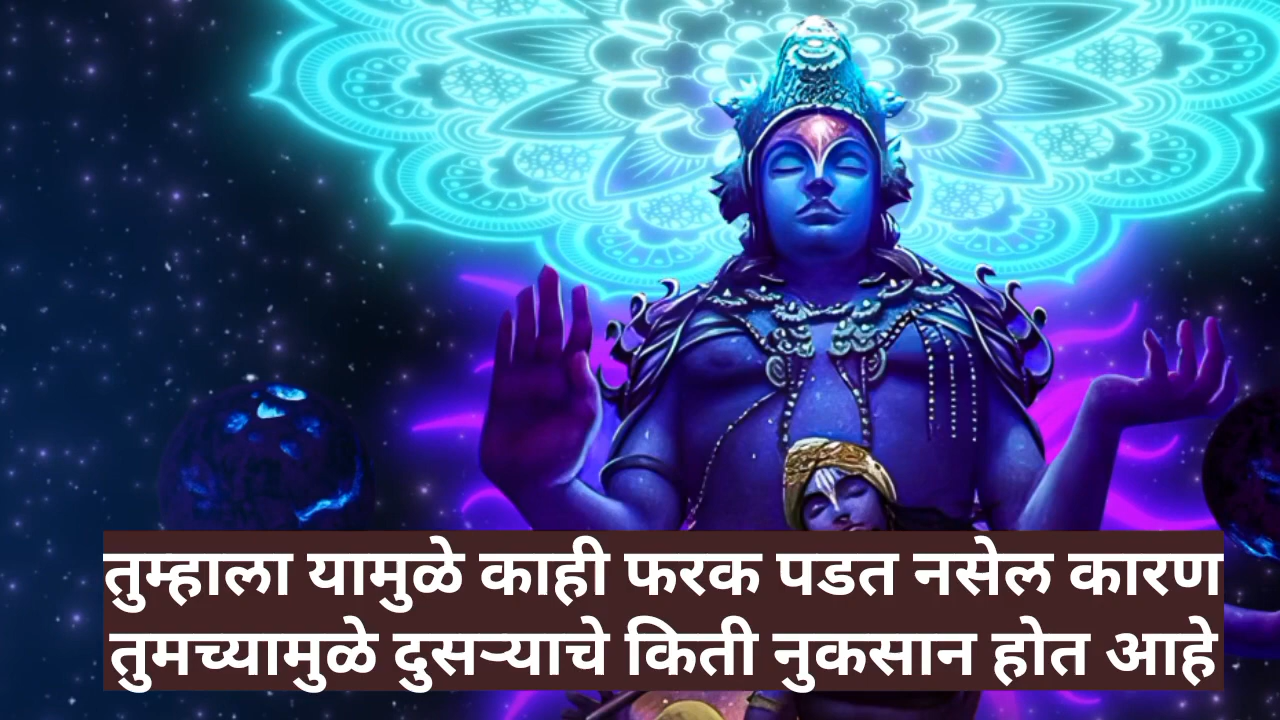 तुम्हाला यामुळे काही फरक पडत नसेल कारण
तुमच्यामुळे दुसऱ्याचे किती नुकसान होत आहे